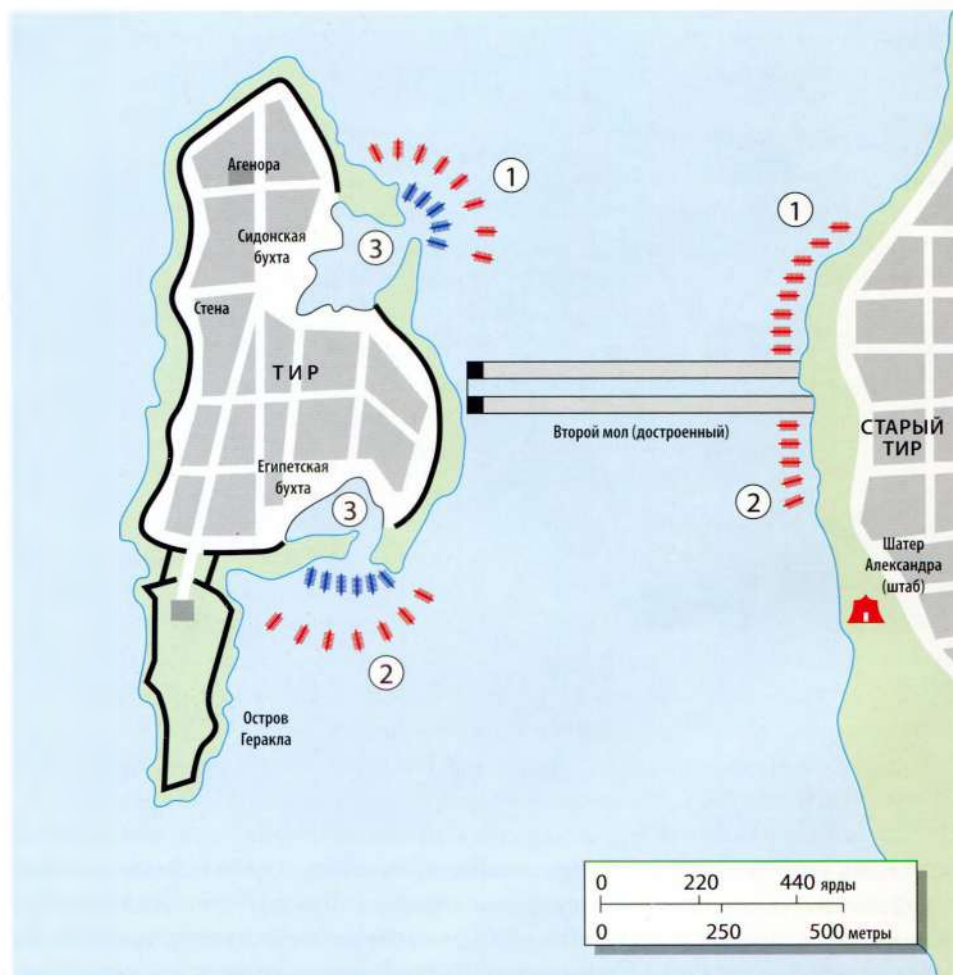 Агенора
1
1
Сидонская
бухта
3
Стена
ТИР
Второй мол (достроенный)
СТАРЫЙ
ТИР
Египетская
бухта
3
2
Шатер
Александра
(штаб)
2
Остров
Геракла
0 220 440 ярды
0 250 500 метры